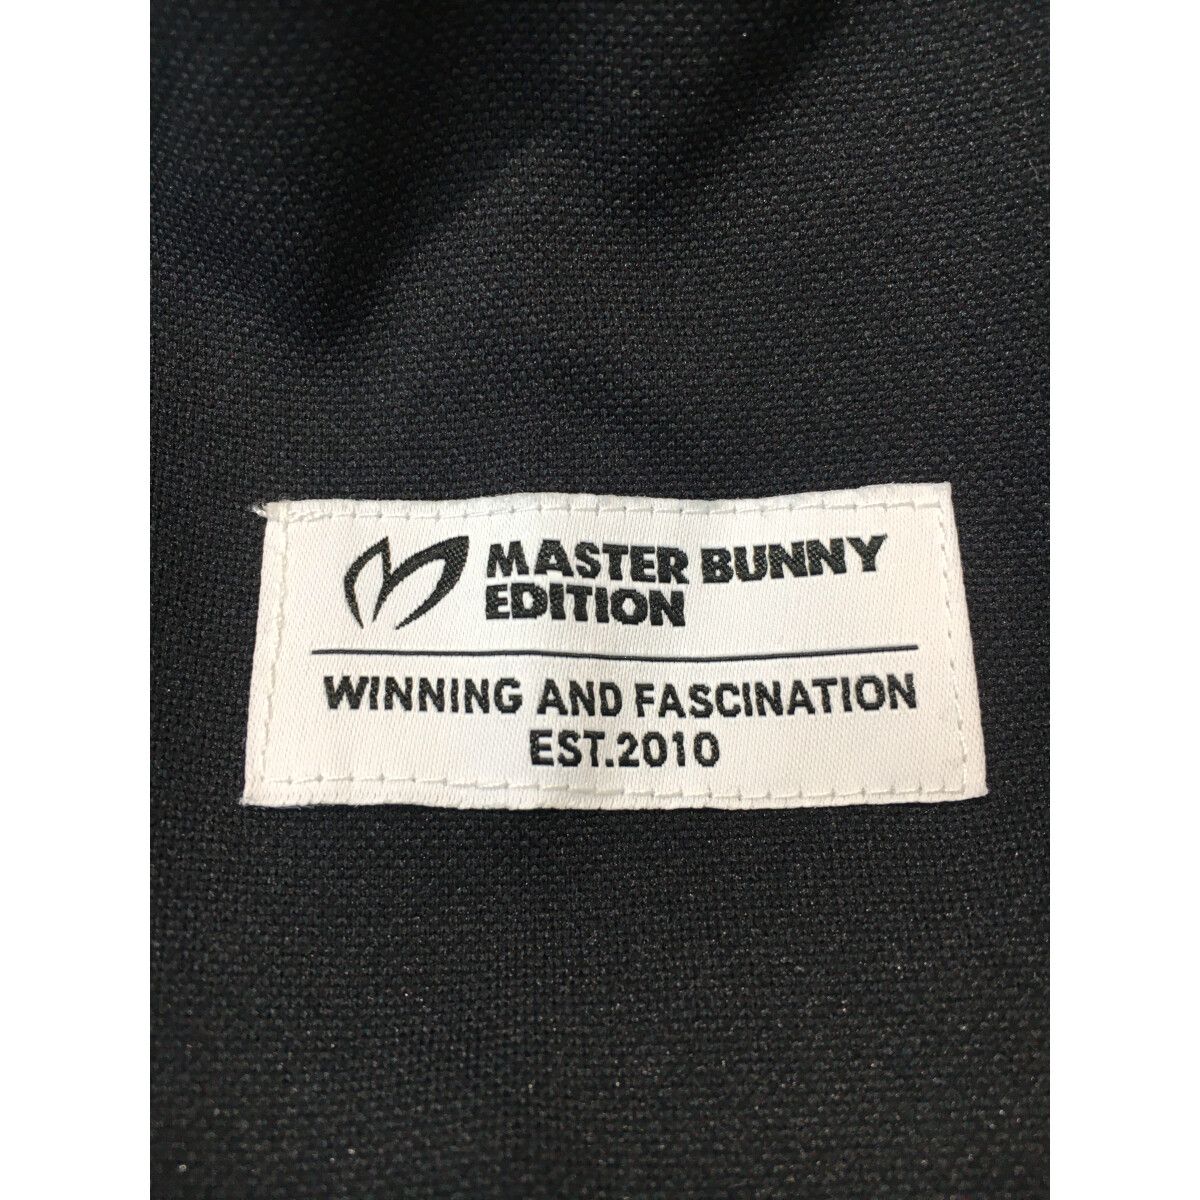 MASTER BUNNY
EDITION
WINNING AND FASCINATION
EST.2010